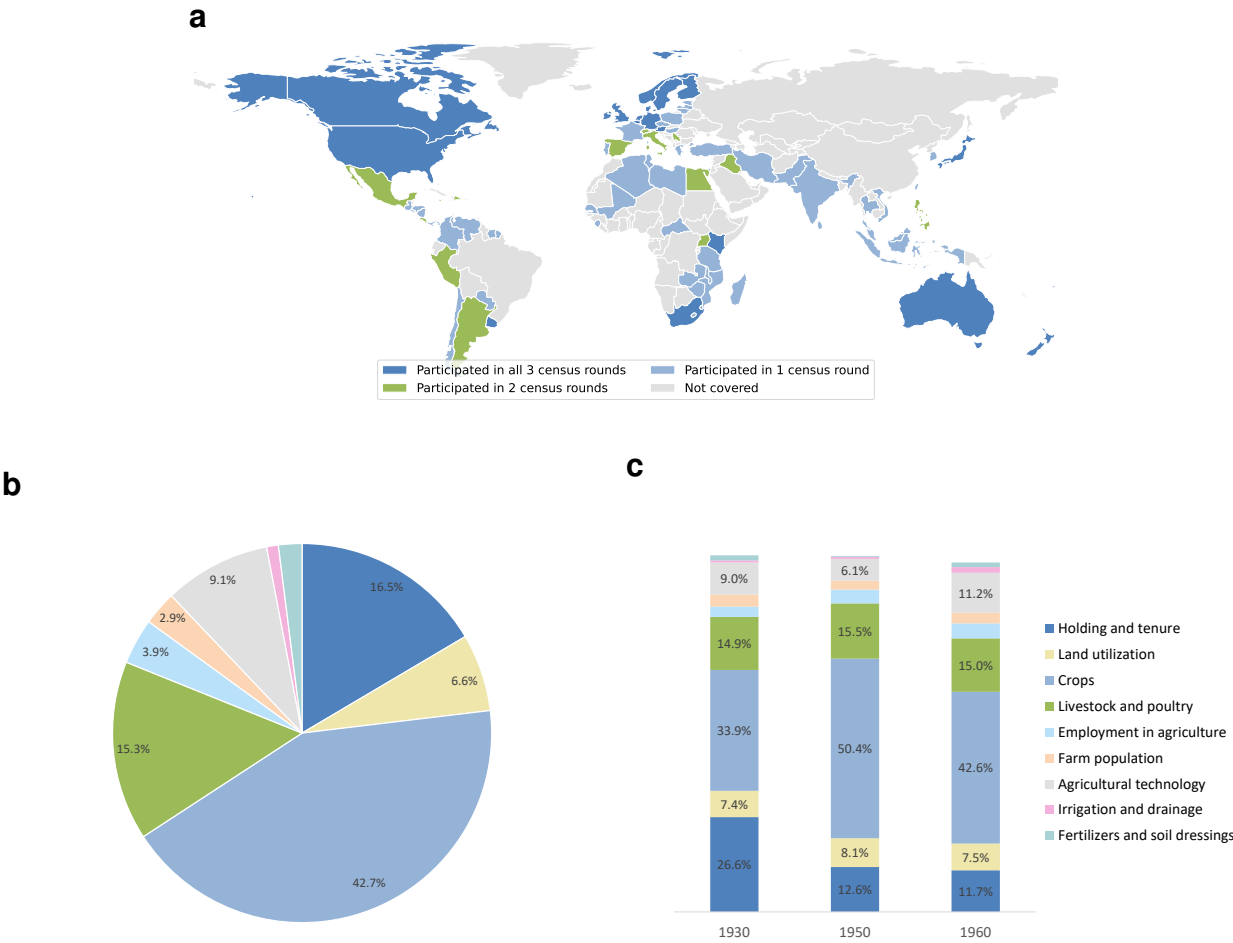 a
Participated in all 3 census rounds
Participated in 2 census rounds
Participated in 1 census round
Not covered
b
16.5%
6.6%
42.7%
15.3%
3.9%
2.9%
9.1%
c
9.0%
14.9%
33.9%
7.4%
26.6%
1930
6.1%
15.5%
50.4%
8.1%
12.6%
1950
11.2%
15.0%
42.6%
7.5%
11.7%
1960
Holding and tenure
Land utilization
Crops
Livestock and poultry
Employment in agriculture
Farm population
Agricultural technology
Irrigation and drainage
Fertilizers and soil dressings